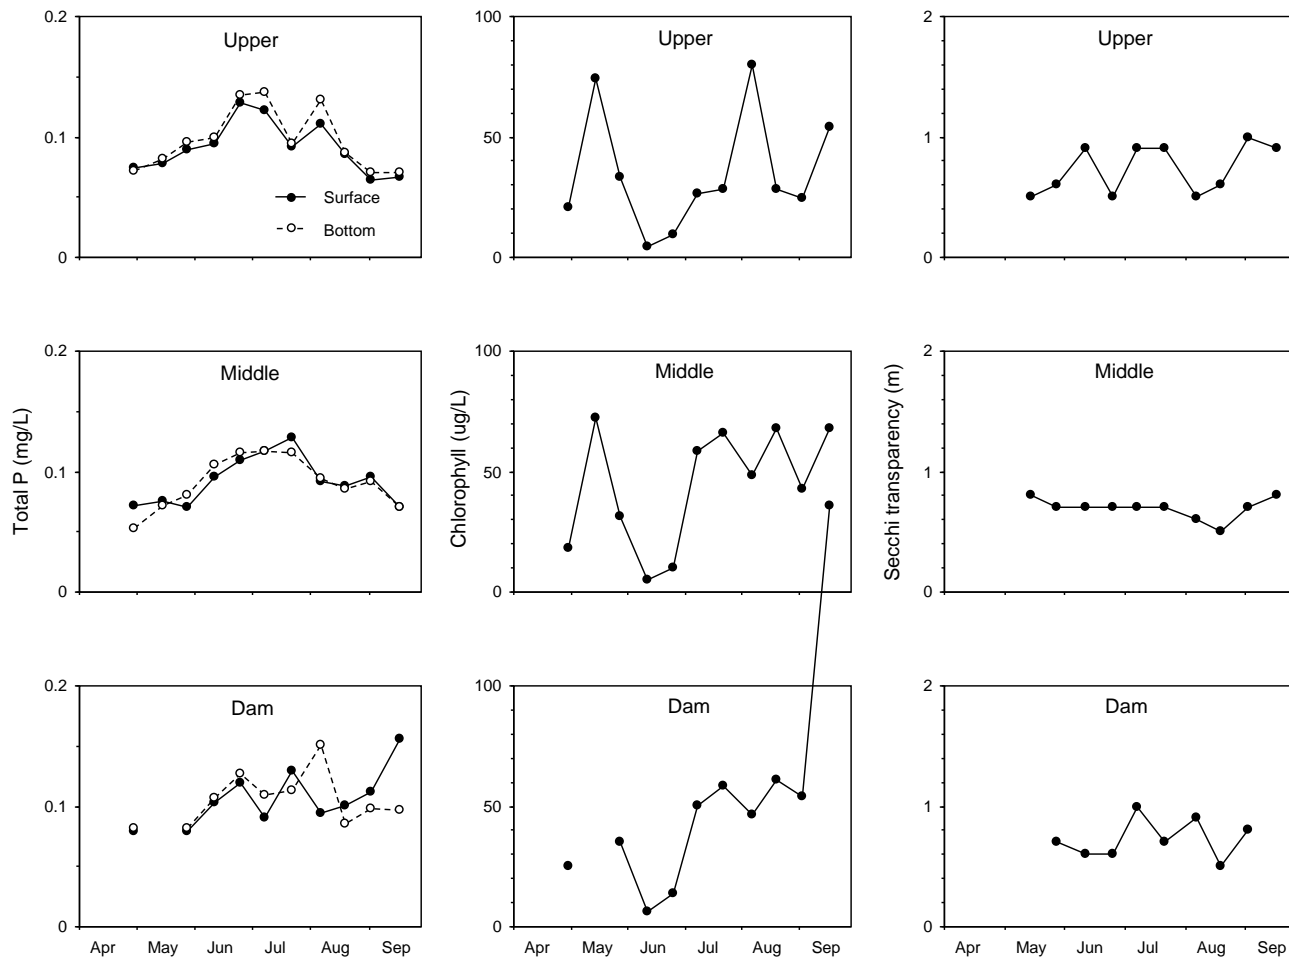 0.2
0.1
0
Upper
Surface
Bottom
100
50
0
Upper
2
1
0
Upper
Total P (mg/L)
0.2
0.1
0
Middle
Chlorophyll (ug/L)
100
50
0
Middle
Secchi transparency (m)
2
1
0
Middle
0.2
0.1
0
Dam
Apr May Jun Jul Aug Sep
100
50
0
Dam
Apr May Jun Jul Aug Sep
2
1
0
Dam
Apr May Jun Jul Aug Sep